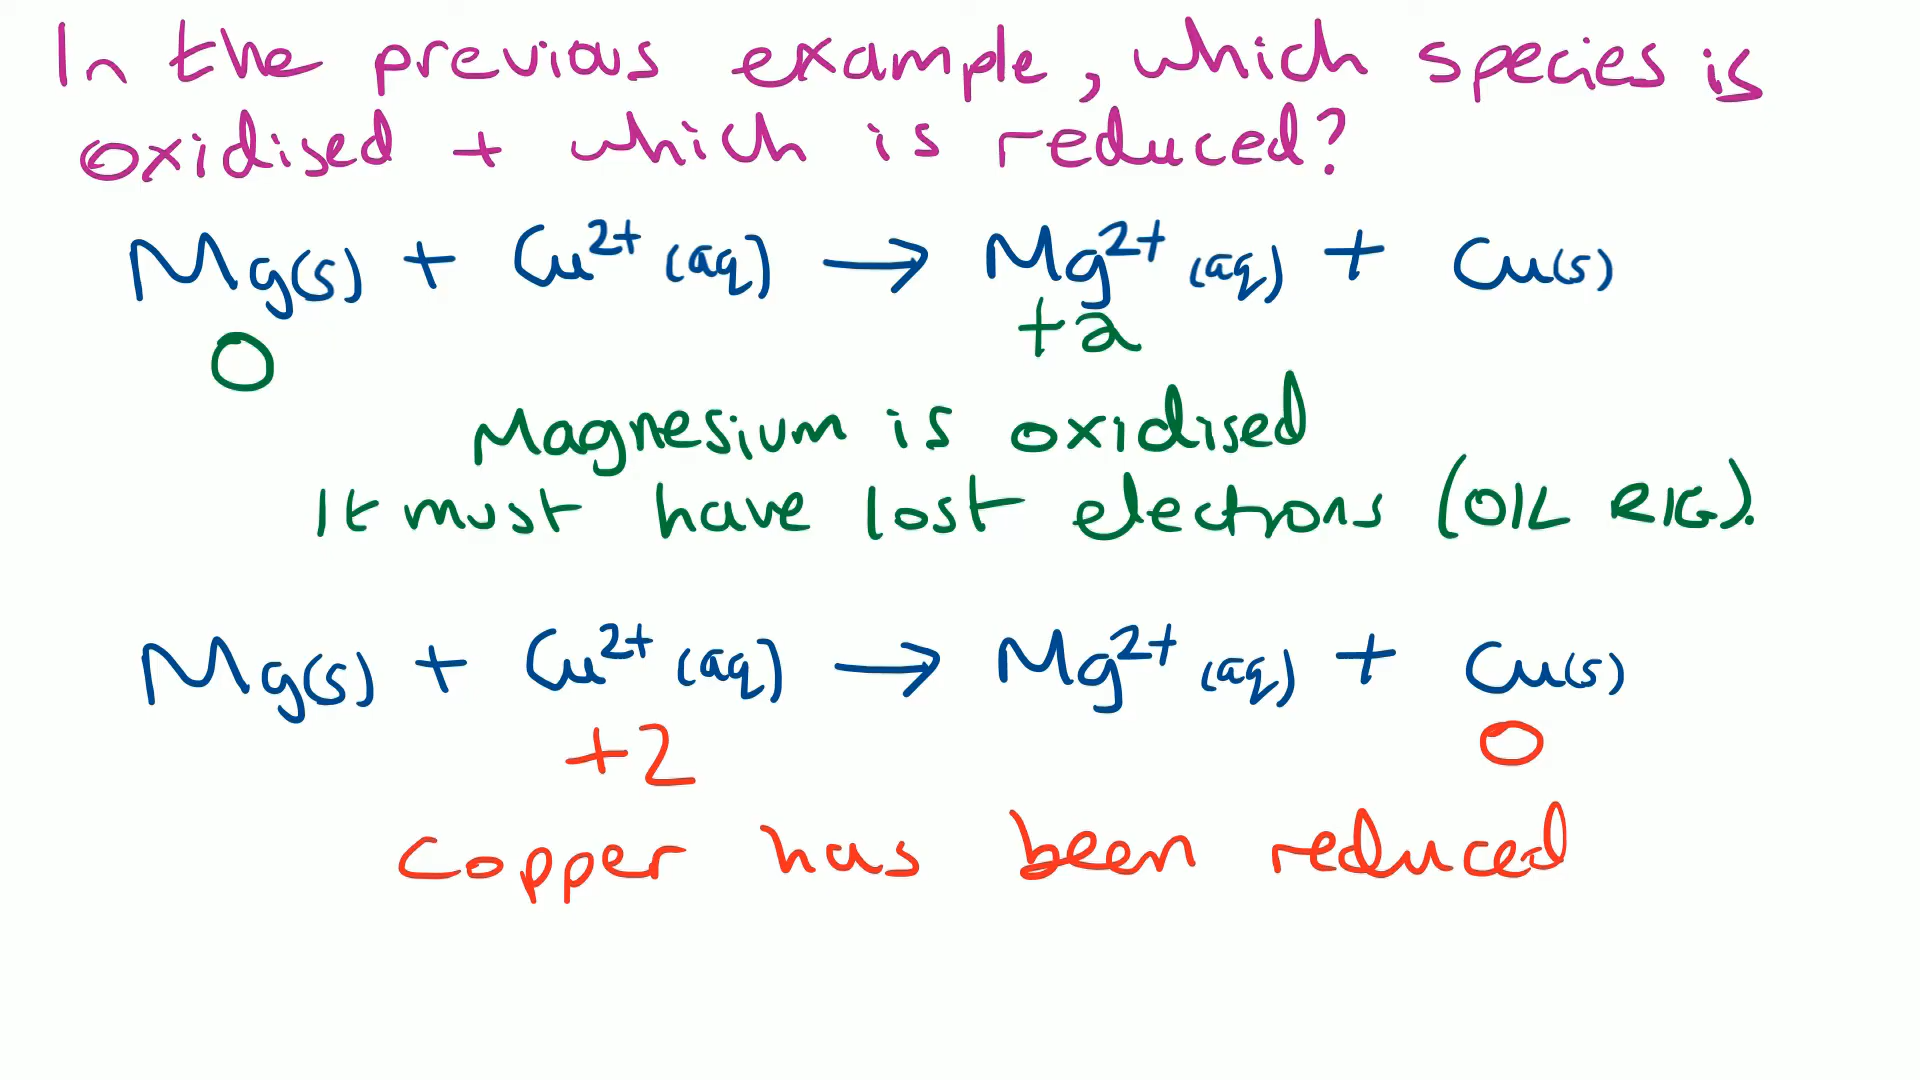 In the previous example, which species is
oxidised + which is reduced?
Mg(s) + Cu²⁺(aq) → Mg²⁺(aq) + Cu(s)
0 +2
Magnesium is oxidised
It must have lost electrons (OIL RIG).
Mg(s) + Cu²⁺(aq) → Mg²⁺(aq) + Cu(s)
+2 0
Copper has been reduced